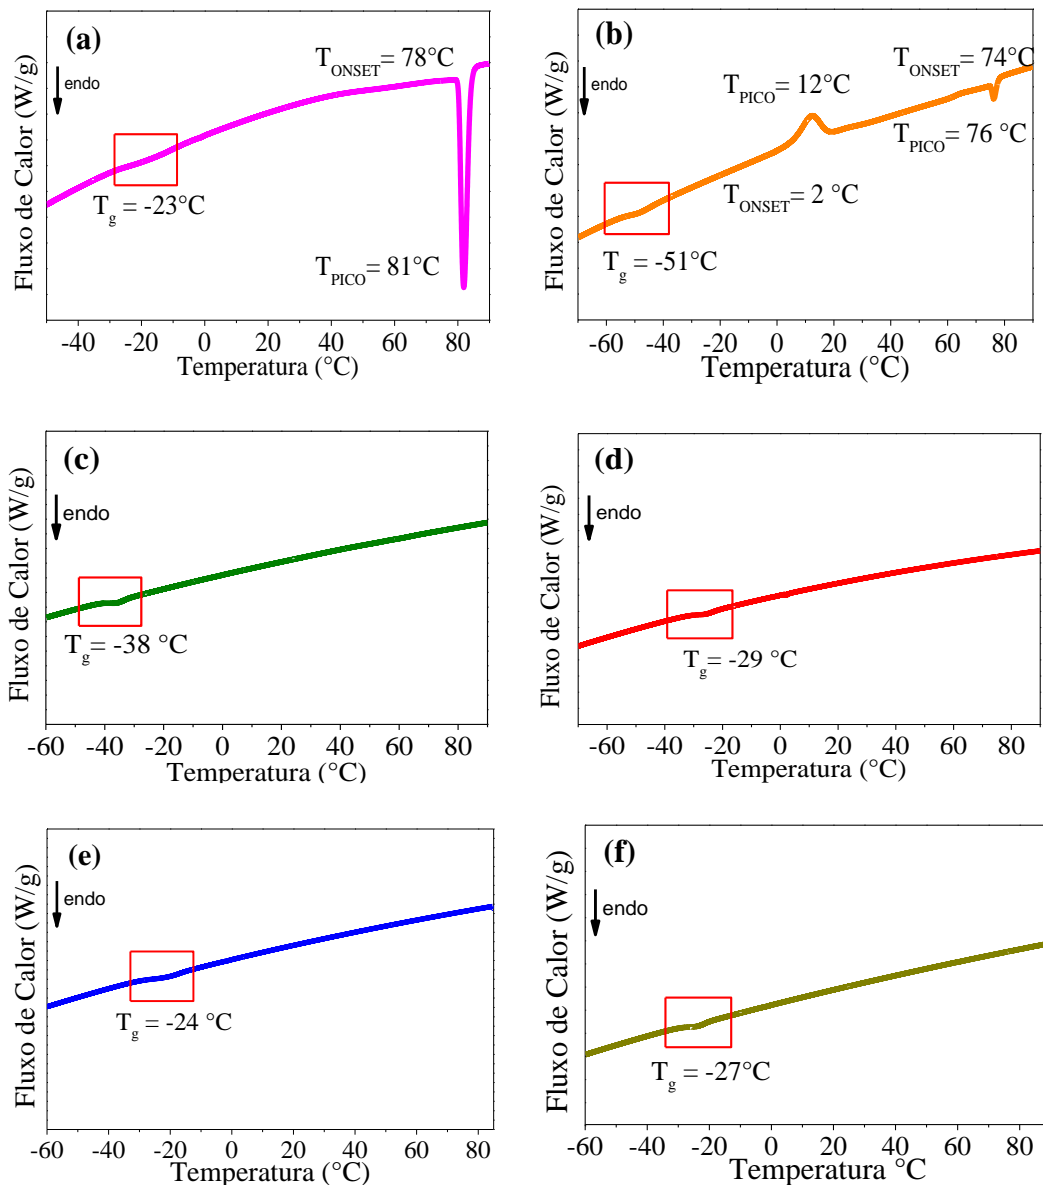 (a)
Fluxo de Calor (W/g)
endo
T_ONSET= 78°C
T_g = -23°C
T_PICO= 81°C
-40 -20 0 20 40 60 80
Temperatura (°C)
(b)
Fluxo de Calor (W/g)
endo
T_PICO= 12°C
T_ONSET= 74°C
T_PICO= 76 °C
T_ONSET= 2 °C
T_g = -51°C
-60 -40 -20 0 20 40 60 80
Temperatura (°C)
(c)
Fluxo de Calor (W/g)
endo
T_g= -38 °C
-60 -40 -20 0 20 40 60 80
Temperatura (°C)
(d)
Fluxo de Calor (W/g)
endo
T_g= -29 °C
-60 -40 -20 0 20 40 60 80
Temperatura (°C)
(e)
Fluxo de Calor (W/g)
endo
T_g = -24 °C
-60 -40 -20 0 20 40 60 80
Temperatura (°C)
(f)
Fluxo de Calor (W/g)
endo
T_g = -27°C
-60 -40 -20 0 20 40 60 80
Temperatura °C